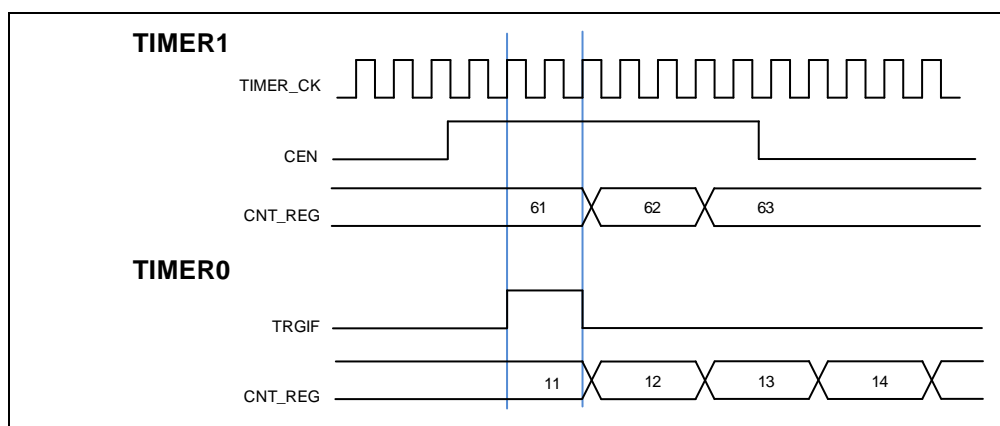 TIMER1
TIMER_CK
CEN
CNT_REG 61 62 63
TIMER0
TRGIF
CNT_REG 11 12 13 14